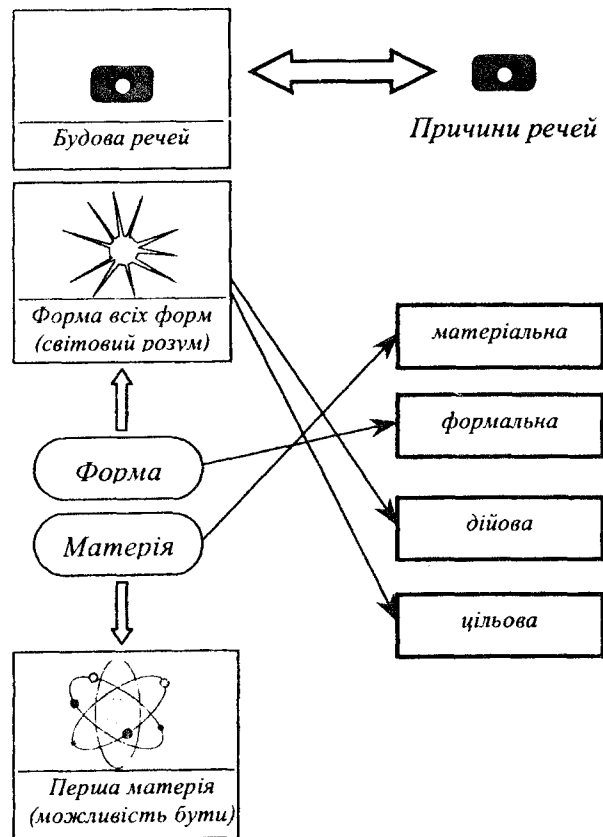 Будова речей
Причини речей
Форма всіх форм
(світовий розум)
матеріальна
формальна
Форма
Матерія
дійова
цільова
Перша матерія
(можливість бути)